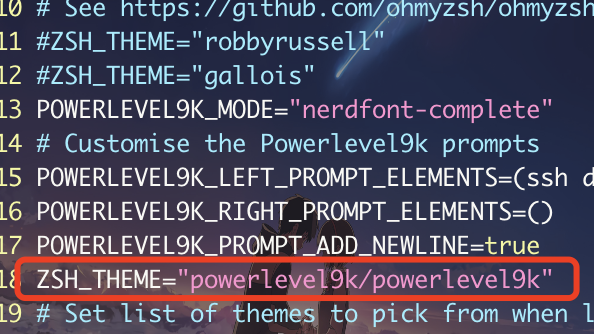 10 # See https://github.com/ohmyzsh/ohmyzsh
11 #ZSH_THEME="robbyrussell"
12 #ZSH_THEME="gallois"
13 POWERLEVEL9K_MODE="nerdfont-complete"
14 # Customise the Powerlevel9k prompts
15 POWERLEVEL9K_LEFT_PROMPT_ELEMENTS=(ssh d
16 POWERLEVEL9K_RIGHT_PROMPT_ELEMENTS=()
17 POWERLEVEL9K_PROMPT_ADD_NEWLINE=true
18 ZSH_THEME="powerlevel9k/powerlevel9k"
19 # Set list of themes to pick from when l